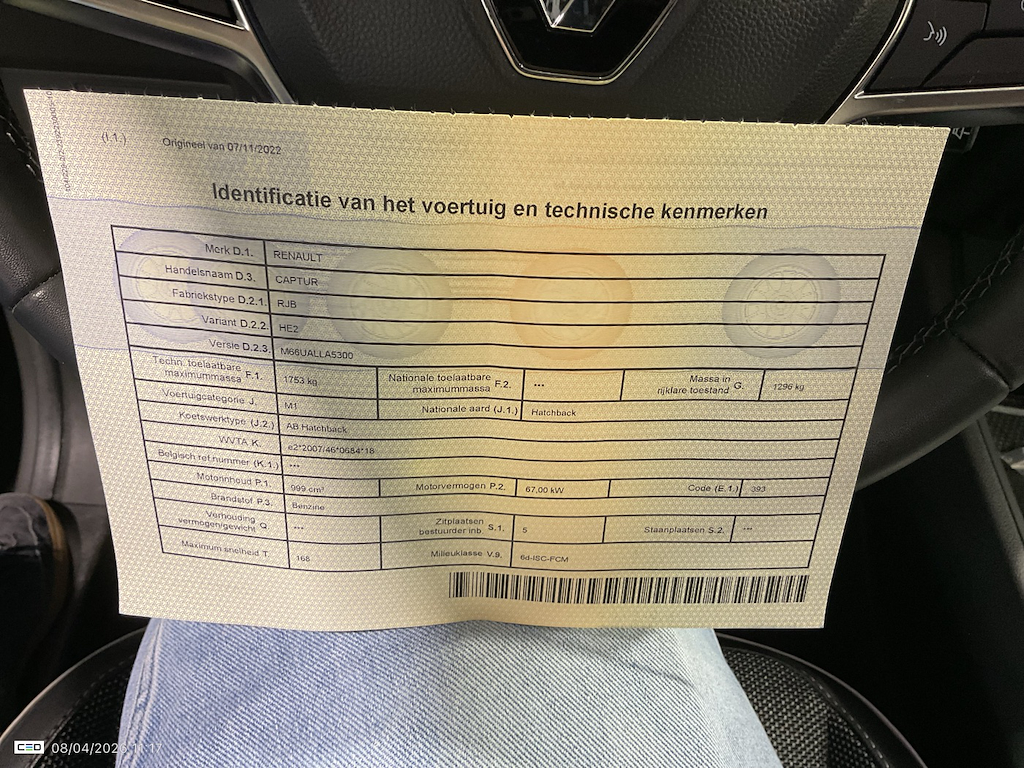 (I.1.) Origineel van 07/11/2022
Identificatie van het voertuig en technische kenmerken
Merk D.1. RENAULT
Handelsnaam D.3. CAPTUR
Fabriekstype D.2.1. RJB
Variant D.2.2. HE2
Versie D.2.3. M66UALLA5300
Techn. toelaatbare maximummassa F.1. 1753 kg Nationale toelaatbare maximummassa F.2. *** Massa in rijklare toestand G. 1296 kg
Voertuigcategorie J. M1 Nationale aard (J.1.) Hatchback
Koetswerktype (J.2.) AB Hatchback
WVTA K. e2*2007/46*0684*18
Belgisch ref.nummer (K.1.) ***
Motorinhoud P.1. 999 cm³ Motorvermogen P.2. 67,00 kW Code (E.1.) 393
Brandstof P.3. Benzine
Verhouding vermogen/gewicht Q. *** Zitplaatsen bestuurder inb. S.1. 5 Staanplaatsen S.2. ***
Maximum snelheid T. 168 Milieuklasse V.9. 6d-ISC-FCM
CEO 08/04/2026 11:17